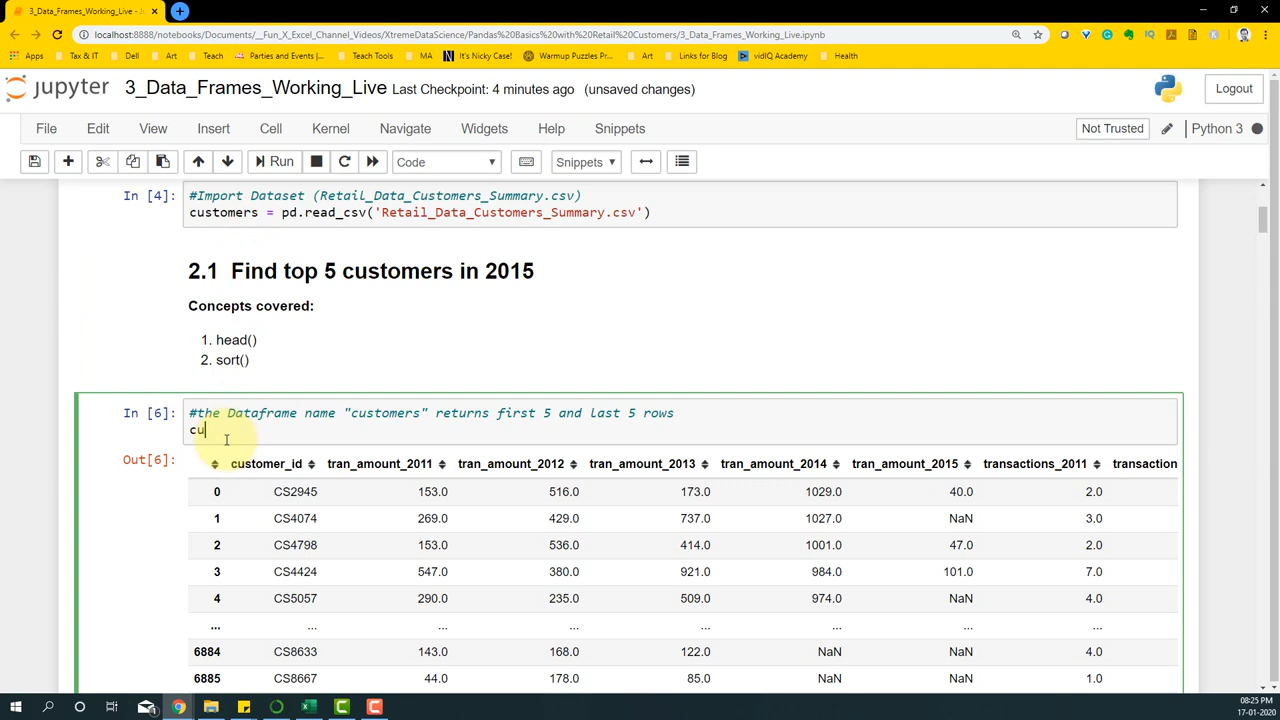 3_Data_Frames_Working_Live - Ju
localhost:8888/notebooks/Documents/__Fun_X_Excel_Channel_Videos/XtremeDataScience/Pandas%20Basics%20with%20Retail%20Customers/3_Data_Frames_Working_Live.ipynb
Apps Tax & IT Dell Art Teach Parties and Events |... Teach Tools MA It's Nicky Case! Warmup Puzzles Pr... Art Links for Blog vidIQ Academy Health
jupyter 3_Data_Frames_Working_Live Last Checkpoint: 4 minutes ago (unsaved changes) Logout
File Edit View Insert Cell Kernel Navigate Widgets Help Snippets Not Trusted Python 3
Run Code Snippets
In [4]: #Import Dataset (Retail_Data_Customers_Summary.csv)
customers = pd.read_csv('Retail_Data_Customers_Summary.csv')
2.1 Find top 5 customers in 2015
Concepts covered:
1. head()
2. sort()
In [6]: #the Dataframe name "customers" returns first 5 and last 5 rows
cu
Out[6]: customer_id tran_amount_2011 tran_amount_2012 tran_amount_2013 tran_amount_2014 tran_amount_2015 transactions_2011 transaction
0 CS2945 153.0 516.0 173.0 1029.0 40.0 2.0
1 CS4074 269.0 429.0 737.0 1027.0 NaN 3.0
2 CS4798 153.0 536.0 414.0 1001.0 47.0 2.0
3 CS4424 547.0 380.0 921.0 984.0 101.0 7.0
4 CS5057 290.0 235.0 509.0 974.0 NaN 4.0
... ... ... ... ... ... ... ...
6884 CS8633 143.0 168.0 122.0 NaN NaN 4.0
6885 CS8667 44.0 178.0 85.0 NaN NaN 1.0
08:25 PM
17-01-2020